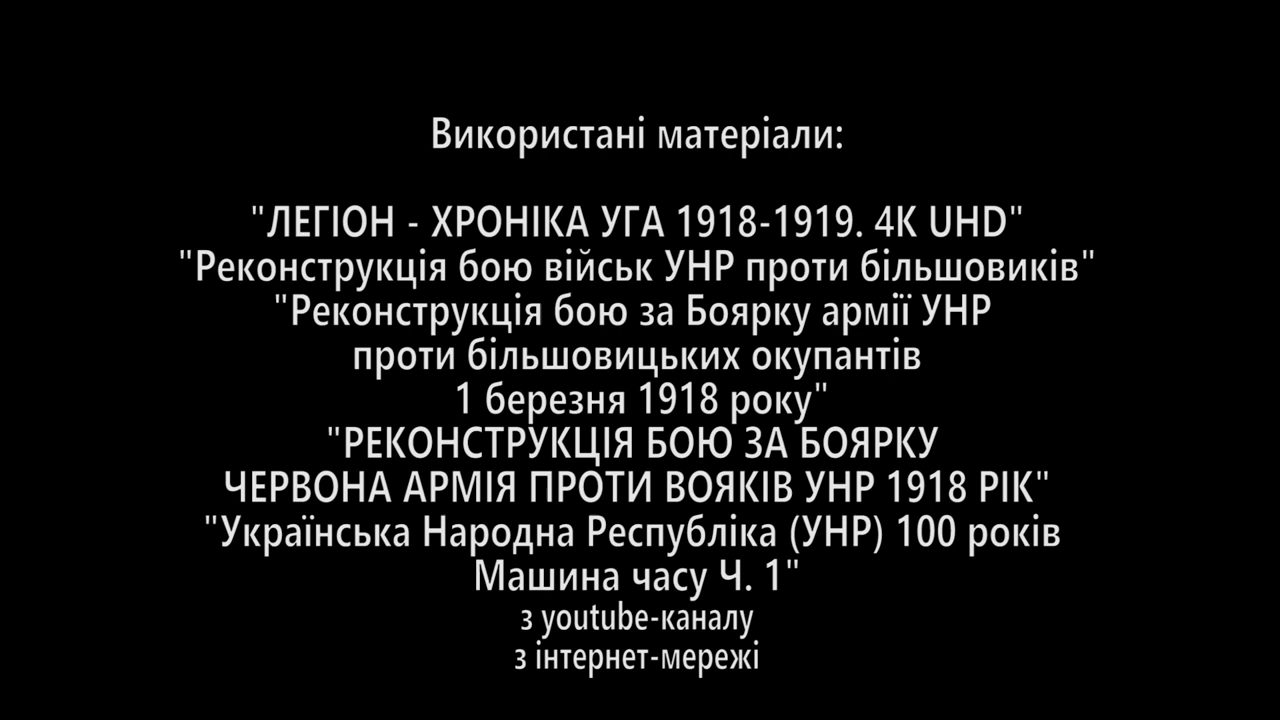 Використані матеріали:
"ЛЕГІОН - ХРОНІКА УГА 1918-1919. 4K UHD"
"Реконструкція бою військ УНР проти більшовиків"
"Реконструкція бою за Боярку армії УНР
проти більшовицьких окупантів
1 березня 1918 року"
"РЕКОНСТРУКЦІЯ БОЮ ЗА БОЯРКУ
ЧЕРВОНА АРМІЯ ПРОТИ ВОЯКІВ УНР 1918 РІК"
"Українська Народна Республіка (УНР) 100 років
Машина часу Ч. 1"
з youtube-каналу
з інтернет-мережі